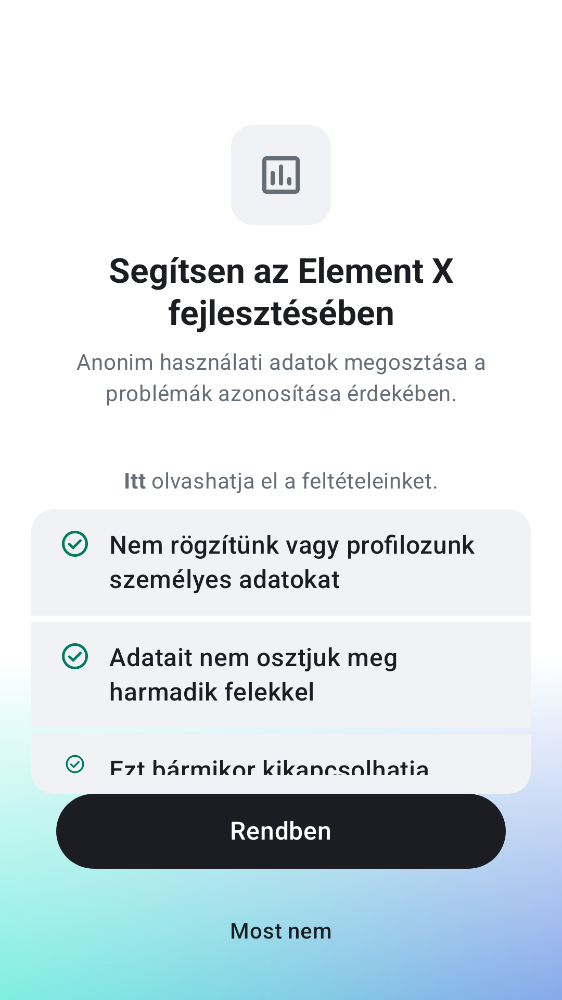 Segítsen az Element X
fejlesztésében
Anonim használati adatok megosztása a
problémák azonosítása érdekében.
Itt olvashatja el a feltételeinket.
Nem rögzítünk vagy profilozunk
személyes adatokat
Adatait nem osztjuk meg
harmadik felekkel
Ezt bármikor kikapcsolhatja
Rendben
Most nem